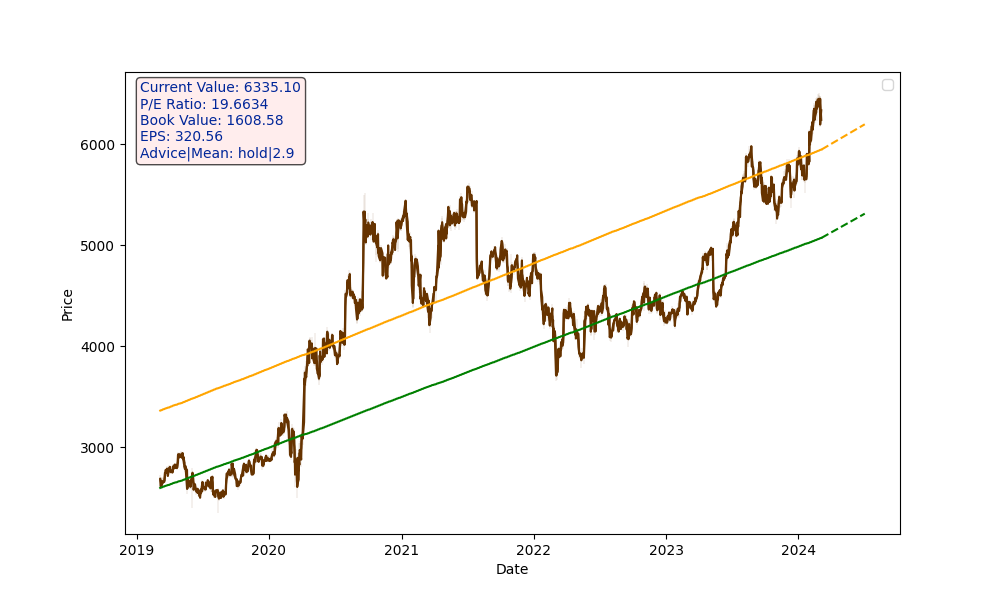 Current Value: 6335.10
P/E Ratio: 19.6634
Book Value: 1608.58
EPS: 320.56
Advice|Mean: hold|2.9
6000
5000
4000
3000
Price
2019 2020 2021 2022 2023 2024
Date